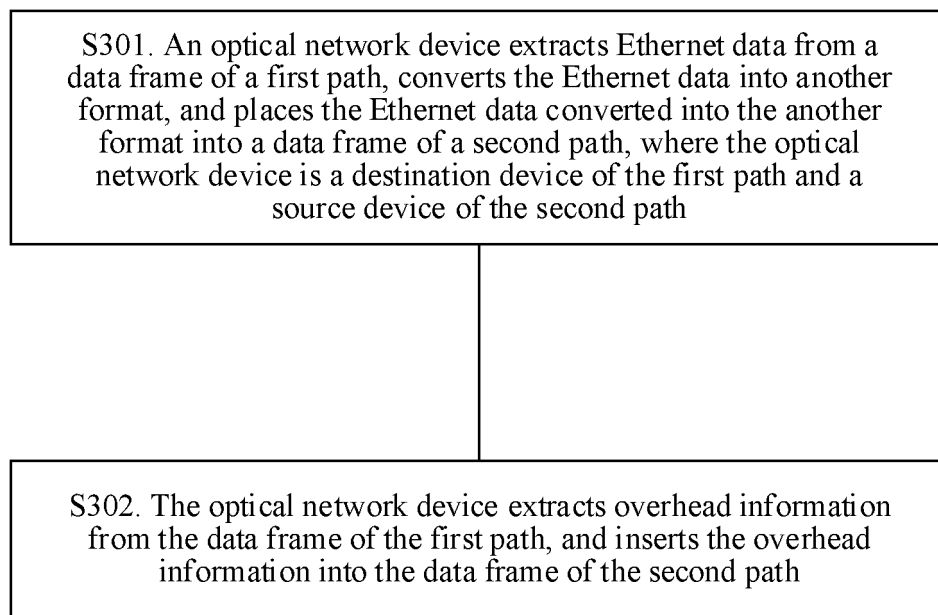 S301. An optical network device extracts Ethernet data from a
data frame of a first path, converts the Ethernet data into another
format, and places the Ethernet data converted into the another
format into a data frame of a second path, where the optical
network device is a destination device of the first path and a
source device of the second path
S302. The optical network device extracts overhead information
from the data frame of the first path, and inserts the overhead
information into the data frame of the second path